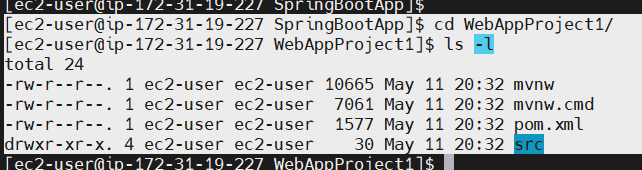 [ec2-user@ip-172-31-19-227 SpringBootApp]$
[ec2-user@ip-172-31-19-227 SpringBootApp]$ cd WebAppProject1/
[ec2-user@ip-172-31-19-227 WebAppProject1]$ ls -l
total 24
-rw-r--r--. 1 ec2-user ec2-user 10665 May 11 20:32 mvnw
-rw-r--r--. 1 ec2-user ec2-user  7061 May 11 20:32 mvnw.cmd
-rw-r--r--. 1 ec2-user ec2-user  1577 May 11 20:32 pom.xml
drwxr-xr-x. 4 ec2-user ec2-user    30 May 11 20:32 src
[ec2-user@ip-172-31-19-227 WebAppProject1]$